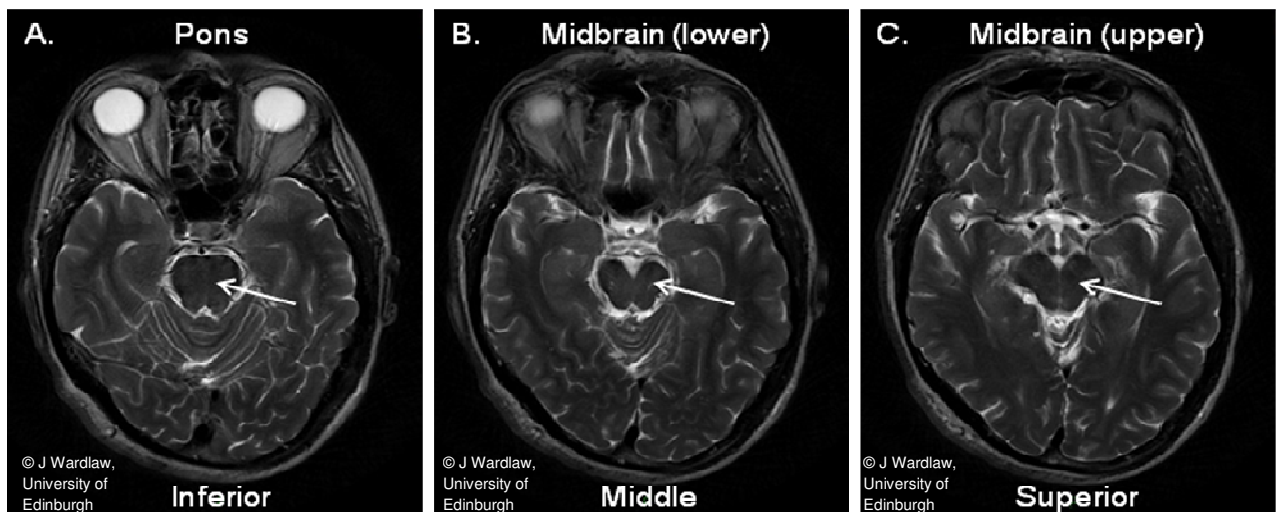 A. Pons
B. Midbrain (lower)
C. Midbrain (upper)
© J Wardlaw,
University of
Edinburgh
Inferior
© J Wardlaw,
University of
Edinburgh
Middle
© J Wardlaw,
University of
Edinburgh
Superior